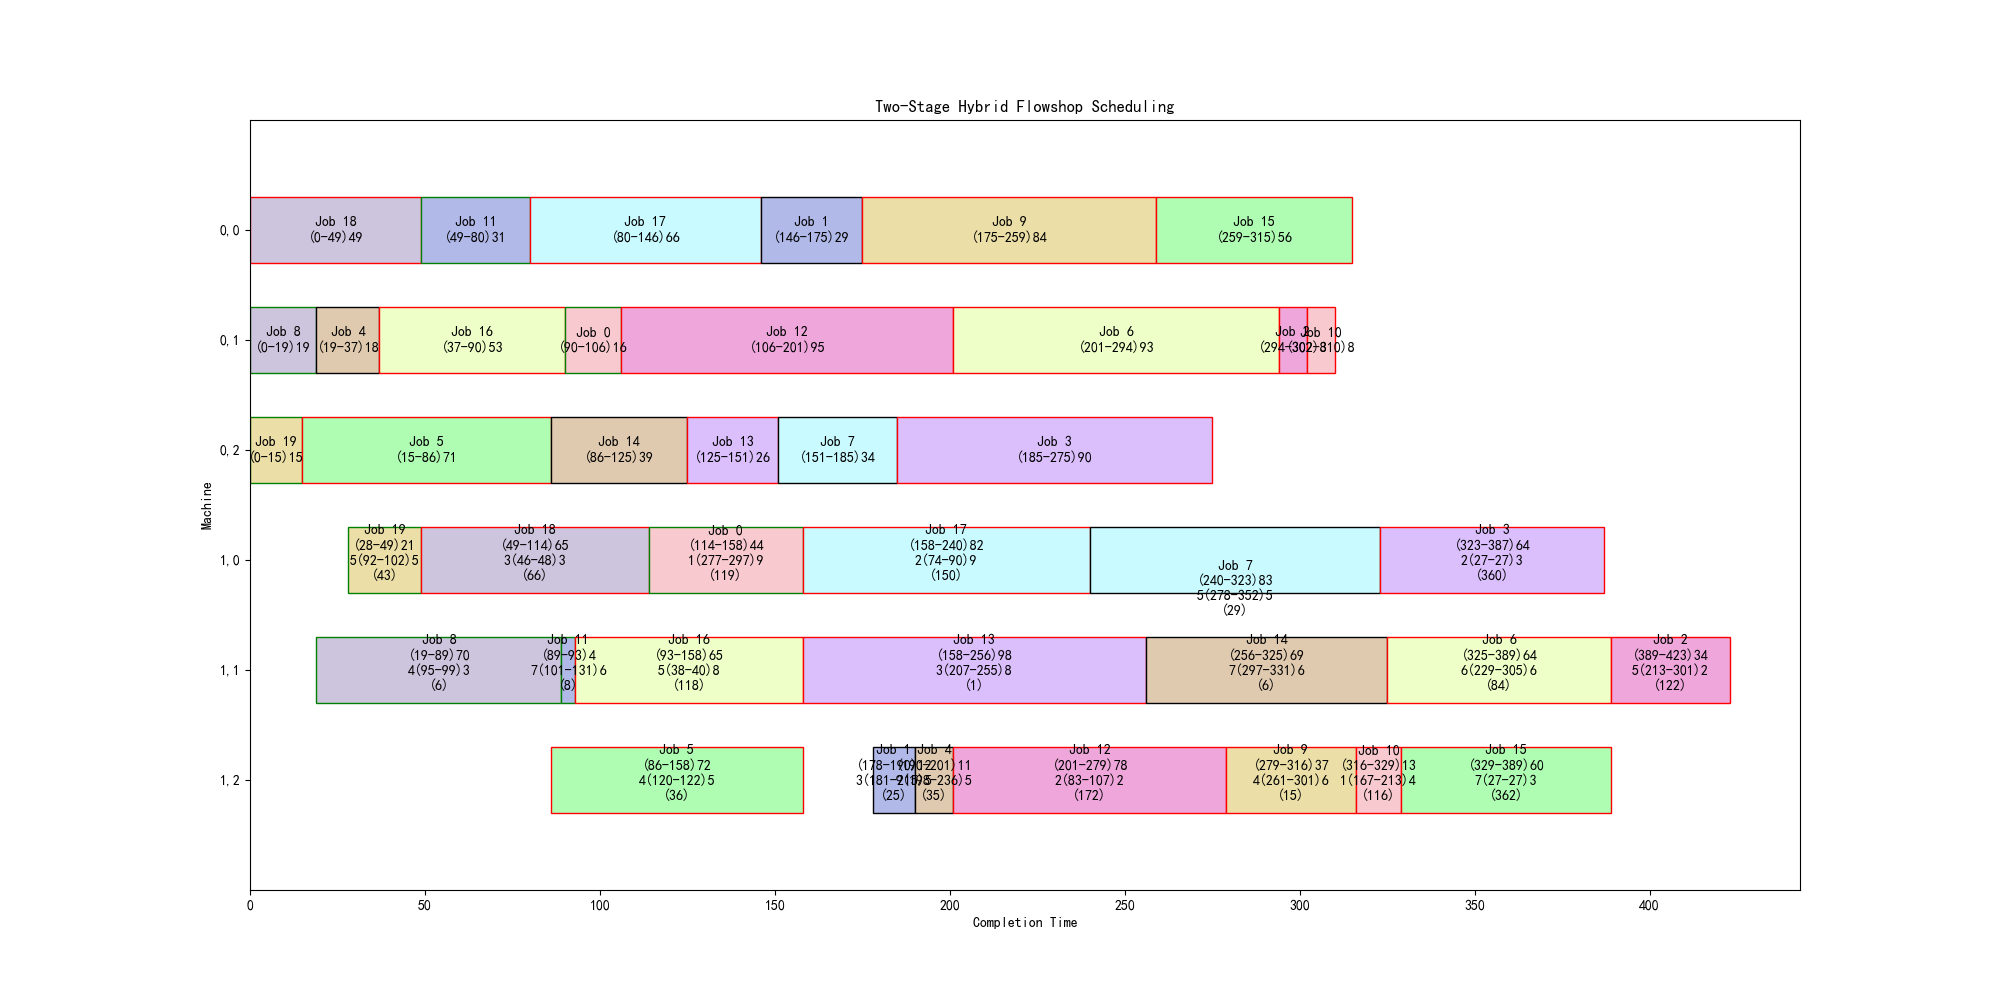 Two-Stage Hybrid Flowshop Scheduling
Machine
0,0
Job 18
(0-49)49
Job 11
(49-80)31
Job 17
(80-146)66
Job 1
(146-175)29
Job 9
(175-259)84
Job 15
(259-315)56
0,1
Job 8
(0-19)19
Job 4
(19-37)18
Job 16
(37-90)53
Job 0
(90-106)16
Job 12
(106-201)95
Job 6
(201-294)93
Job 2
(294-302)8
Job 10
(302-310)8
0,2
Job 19
(0-15)15
Job 5
(15-86)71
Job 14
(86-125)39
Job 13
(125-151)26
Job 7
(151-185)34
Job 3
(185-275)90
1,0
Job 19
(28-49)21
5(92-102)5
(43)
Job 18
(49-114)65
3(46-48)3
(66)
Job 0
(114-158)44
1(277-297)9
(119)
Job 17
(158-240)82
2(74-90)9
(150)
Job 7
(240-323)83
5(278-352)5
(29)
Job 3
(323-387)64
2(27-27)3
(360)
1,1
Job 8
(19-89)70
4(95-99)3
(6)
Job 11
(89-93)4
7(101-131)6
(8)
Job 16
(93-158)65
5(38-40)8
(118)
Job 13
(158-256)98
3(207-255)8
(1)
Job 14
(256-325)69
7(297-331)6
(6)
Job 6
(325-389)64
6(229-305)6
(84)
Job 2
(389-423)34
5(213-301)2
(122)
1,2
Job 5
(86-158)72
4(120-122)5
(36)
Job 1
(178-190)12
(25)
Job 4
(190-201)11
(35)
Job 12
(201-279)78
2(83-107)2
(172)
Job 9
(279-316)37
4(261-301)6
(15)
Job 10
(316-329)13
1(167-213)4
(116)
Job 15
(329-389)60
7(27-27)3
(362)
0
50
100
150
200
250
300
350
400
Completion Time